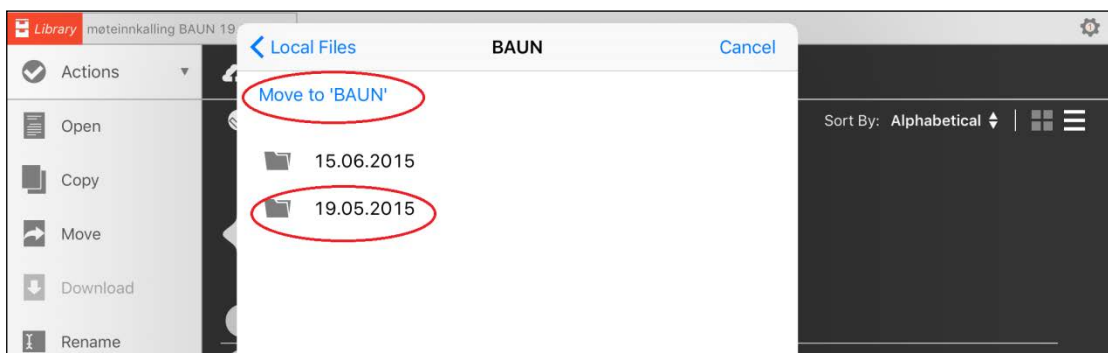 Library møteinnkalling BAUN 19
Local Files BAUN Cancel
Actions
Move to 'BAUN'
Open
Sort By: Alphabetical
15.06.2015
Copy
19.05.2015
Move
Download
Rename